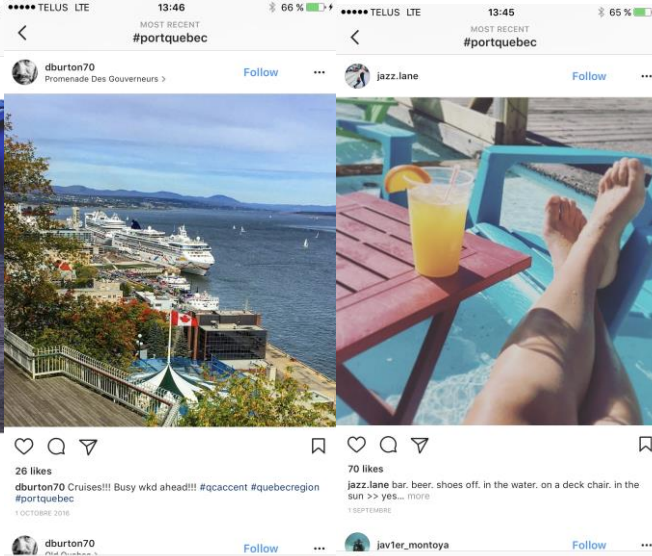 TELUS LTE 13:46 66 %
MOST RECENT
#portquebec
dburton70
Promenade Des Gouverneurs >
Follow
26 likes
dburton70 Cruises!!! Busy wkd ahead!!! #qcaccent #quebecregion
#portquebec
1 OCTOBRE 2016
dburton70
Old Quebec >
Follow
TELUS LTE 13:45 65 %
MOST RECENT
#portquebec
jazz.lane
Follow
70 likes
jazz.lane bar. beer. shoes off. in the water. on a deck chair. in the
sun >> yes... more
1 SEPTEMBRE
jav1er_montoya
Follow